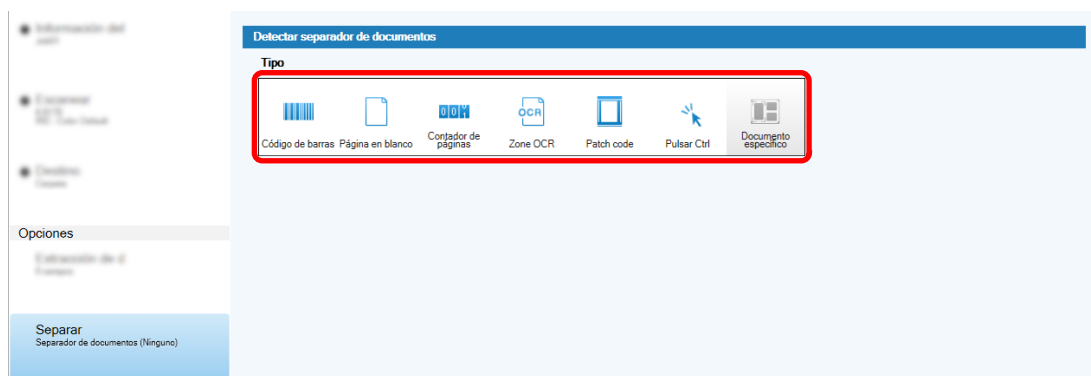 Detectar separador de documentos
Tipo
Código de barras
Página en blanco
Contador de
páginas
OCR
Zone OCR
Patch code
Pulsar Ctrl
Documento
específico
Opciones
Separar
Separador de documentos (Ninguno)